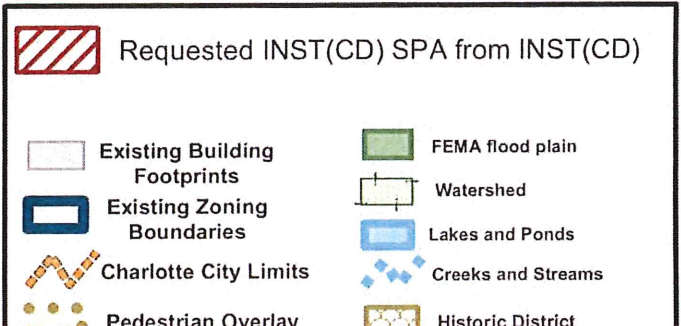 Requested INST(CD) SPA from INST(CD)
Existing Building
Footprints
Existing Zoning
Boundaries
Charlotte City Limits
Pedestrian Overlay
FEMA flood plain
Watershed
Lakes and Ponds
Creeks and Streams
Historic District